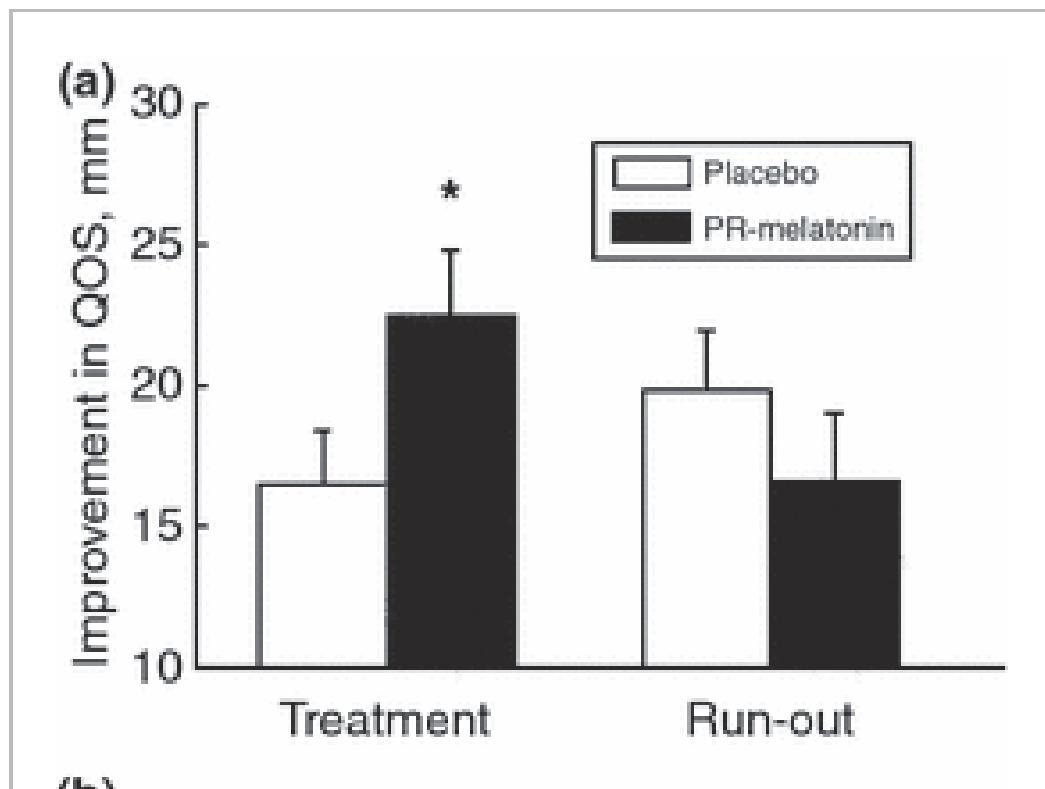 (a)
Improvement in QOS, mm
30
25
20
15
10
*
Placebo
PR-melatonin
Treatment
Run-out